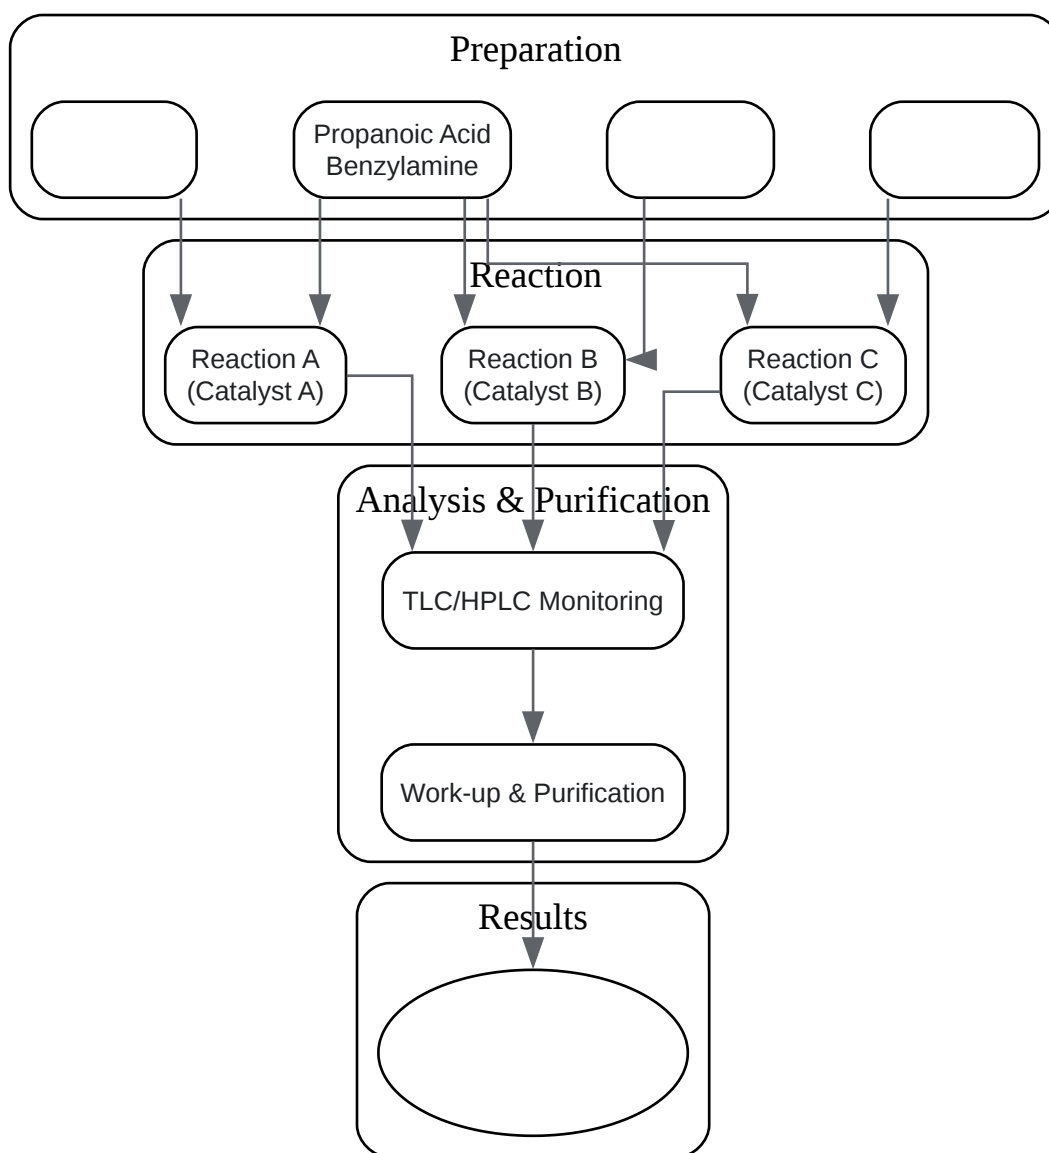 Preparation
Propanoic Acid
Benzylamine
Reaction
Reaction A
(Catalyst A)
Reaction B
(Catalyst B)
Reaction C
(Catalyst C)
Analysis & Purification
TLC/HPLC Monitoring
Work-up & Purification
Results